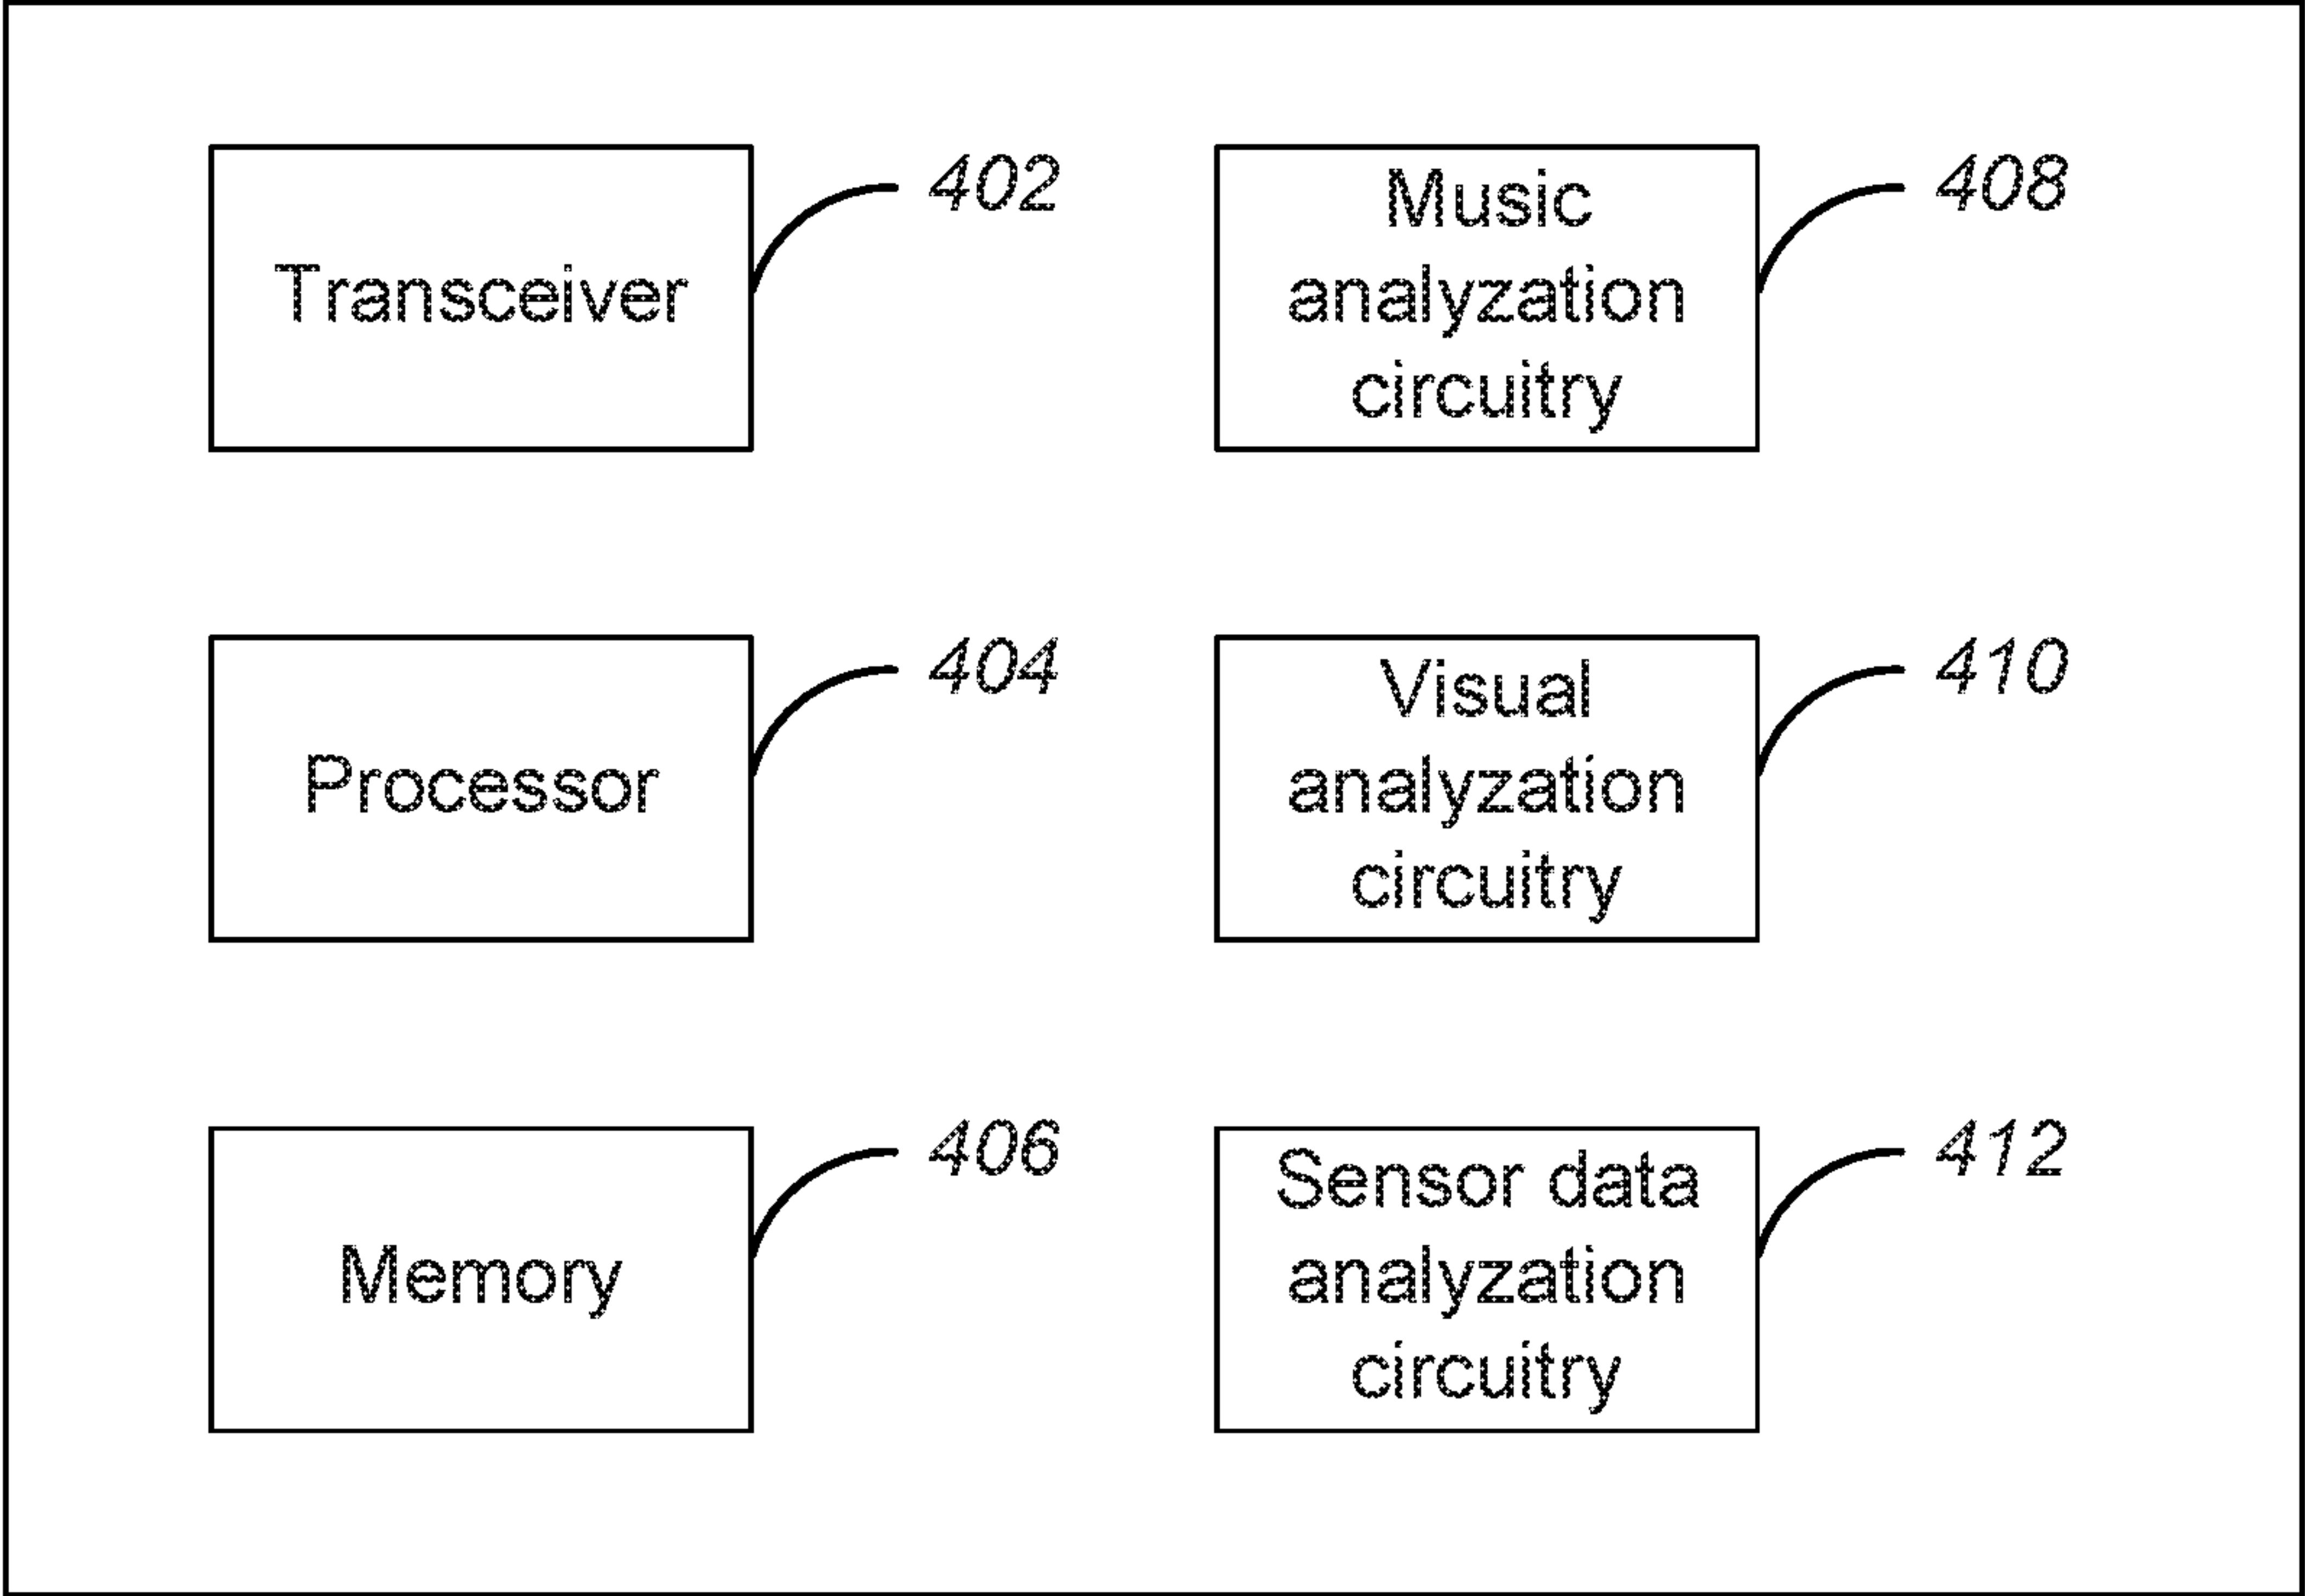 Transceiver
402
Music
analyzation
circuitry
408
Processor
404
Visual
analyzation
circuitry
410
Memory
406
Sensor data
analyzation
circuitry
412